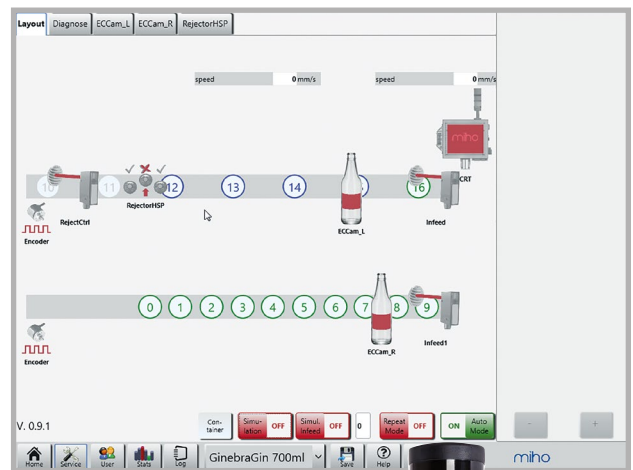 Layout Diagnose ECCam_L ECCam_R RejectorHSP
speed 0 mm/s speed 0 mm/s
miho
CRT
11 12 13 14 16
RejectorHSP
RejectCtrl ECCam_L Infeed
Encoder
0 1 2 3 4 5 6 7 8 9
Infeed1
ECCam_R
Encoder
V. 0.9.1
Con-
tainer
Simu-
lation OFF
Simul.
Infeed OFF
0
Repeat
Mode OFF
ON Auto
Mode
- +
Home Service User Stats Log GinebraGin 700ml Save Help miho